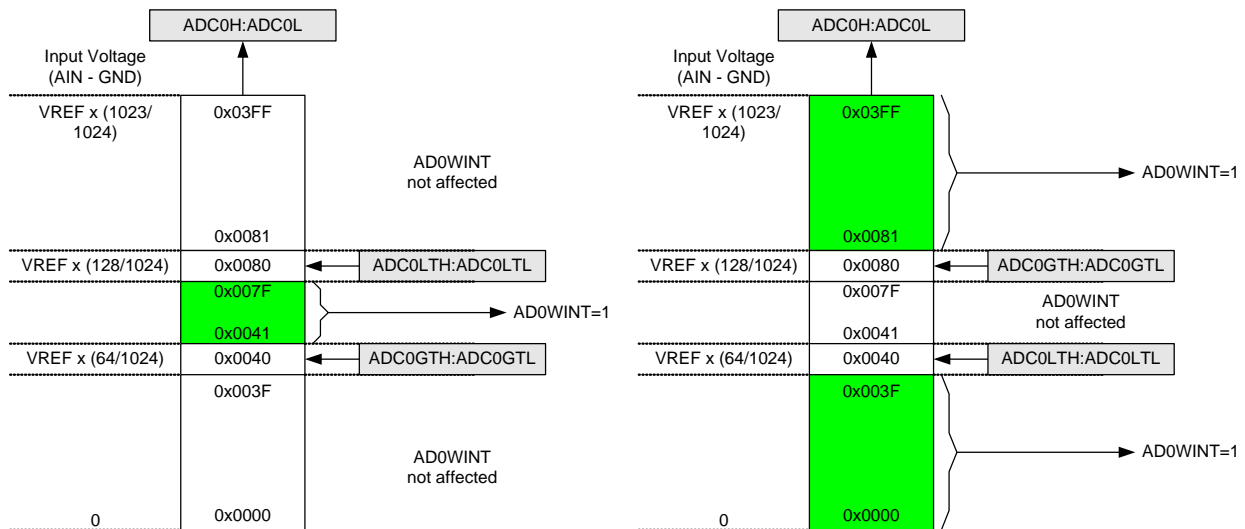 ADC0H:ADC0L
Input Voltage
(AIN - GND)
VREF x (1023/
1024)
0x03FF
AD0WINT
not affected
0x0081
VREF x (128/1024)
0x0080
ADC0LTH:ADC0LTL
0x007F
AD0WINT=1
0x0041
VREF x (64/1024)
0x0040
ADC0GTH:ADC0GTL
0x003F
AD0WINT
not affected
0
0x0000
ADC0H:ADC0L
Input Voltage
(AIN - GND)
VREF x (1023/
1024)
0x03FF
AD0WINT=1
0x0081
VREF x (128/1024)
0x0080
ADC0GTH:ADC0GTL
0x007F
AD0WINT
not affected
0x0041
VREF x (64/1024)
0x0040
ADC0LTH:ADC0LTL
0x003F
AD0WINT=1
0
0x0000